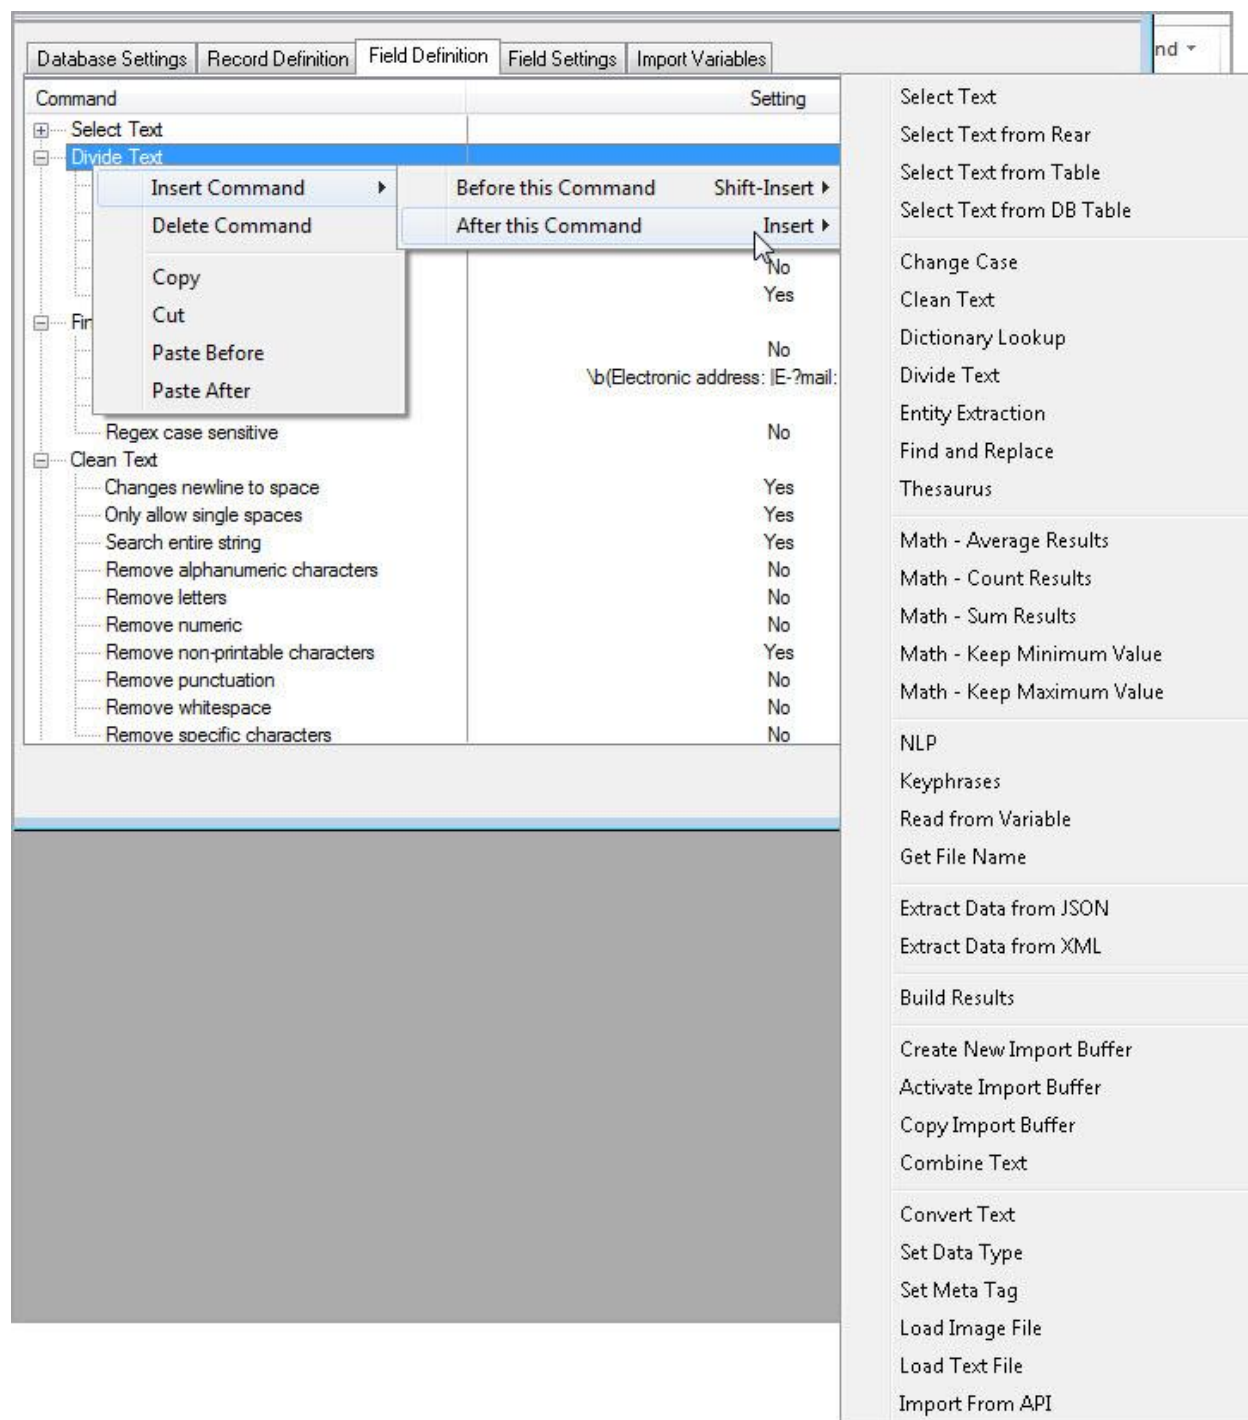 Database Settings Record Definition Field Definition Field Settings Import Variables
nd
Command Setting
Select Text
Divide Text
Insert Command
Delete Command
Copy
Cut
Paste Before
Paste After
Before this Command Shift-Insert
After this Command Insert
No
Yes
Fin
No
\b(Electronic address: |E-?mail:
Regex case sensitive No
Clean Text
Changes newline to space Yes
Only allow single spaces Yes
Search entire string Yes
Remove alphanumeric characters No
Remove letters No
Remove numeric No
Remove non-printable characters Yes
Remove punctuation No
Remove whitespace No
Remove specific characters No
Select Text
Select Text from Rear
Select Text from Table
Select Text from DB Table
Change Case
Clean Text
Dictionary Lookup
Divide Text
Entity Extraction
Find and Replace
Thesaurus
Math - Average Results
Math - Count Results
Math - Sum Results
Math - Keep Minimum Value
Math - Keep Maximum Value
NLP
Keyphrases
Read from Variable
Get File Name
Extract Data from JSON
Extract Data from XML
Build Results
Create New Import Buffer
Activate Import Buffer
Copy Import Buffer
Combine Text
Convert Text
Set Data Type
Set Meta Tag
Load Image File
Load Text File
Import From API